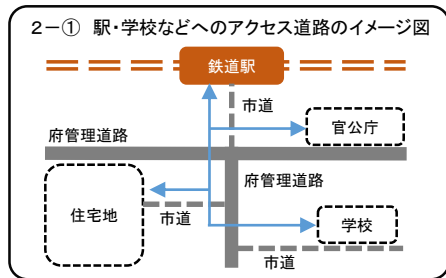 2-① 駅・学校などへのアクセス道路のイメージ図
鉄道駅
市道
官公庁
府管理道路
府管理道路
住宅地
市道
学校
市道